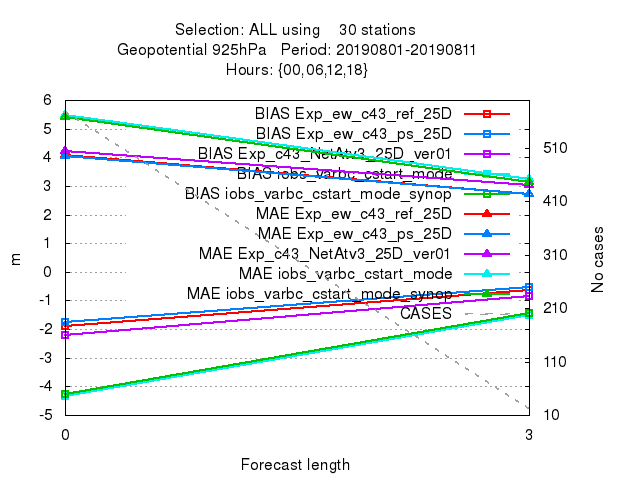 Selection: ALL using    30 stations
Geopotential 925hPa   Period: 20190801-20190811
Hours: {00,06,12,18}
BIAS Exp_ew_c43_ref_25D
BIAS Exp_ew_c43_ps_25D
BIAS Exp_c43_NetAtv3_25D_ver01
BIAS iobs_varbc_cstart_mode
BIAS iobs_varbc_cstart_mode_synop
MAE Exp_ew_c43_ref_25D
MAE Exp_ew_c43_ps_25D
MAE Exp_c43_NetAtv3_25D_ver01
MAE iobs_varbc_cstart_mode
MAE iobs_varbc_cstart_mode_synop
CASES
6
5
4
3
2
1
0
-1
-2
-3
-4
-5
m
510
410
310
210
110
10
No cases
0
3
Forecast length